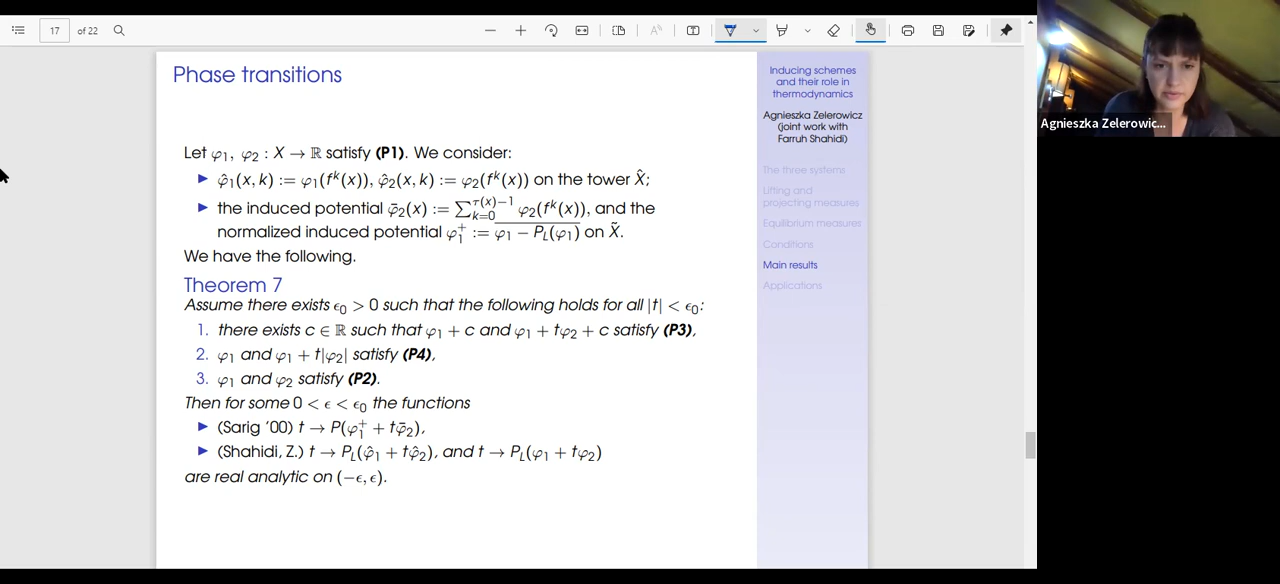 17 of 22
Phase transitions
Let φ₁, φ₂ : X → ℝ satisfy (P1). We consider:
▶ φ̂₁(x, k) := φ₁(fᵏ(x)), φ̂₂(x, k) := φ₂(fᵏ(x)) on the tower X̂;
▶ the induced potential φ̄₂(x) := ∑_{k=0}^{τ(x)−1} φ₂(fᵏ(x)), and the
normalized induced potential φ₁⁺ := \overline{φ₁ − P_L(φ₁)} on X̃.
We have the following.
Theorem 7
Assume there exists ϵ₀ > 0 such that the following holds for all |t| < ϵ₀:
1. there exists c ∈ ℝ such that φ₁ + c and φ₁ + tφ₂ + c satisfy (P3),
2. φ₁ and φ₁ + t|φ₂| satisfy (P4),
3. φ₁ and φ₂ satisfy (P2).
Then for some 0 < ϵ < ϵ₀ the functions
▶ (Sarig '00) t → P(φ₁⁺ + tφ̄₂),
▶ (Shahidi, Z.) t → P_L(φ̂₁ + tφ̂₂), and t → P_L(φ₁ + tφ₂)
are real analytic on (−ϵ, ϵ).
Inducing schemes
and their role in
thermodynamics
Agnieszka Zelerowicz
(joint work with
Farruh Shahidi)
The three systems
Lifting and
projecting measures
Equilibrium measures
Conditions
Main results
Applications
Agnieszka Zelerowic...